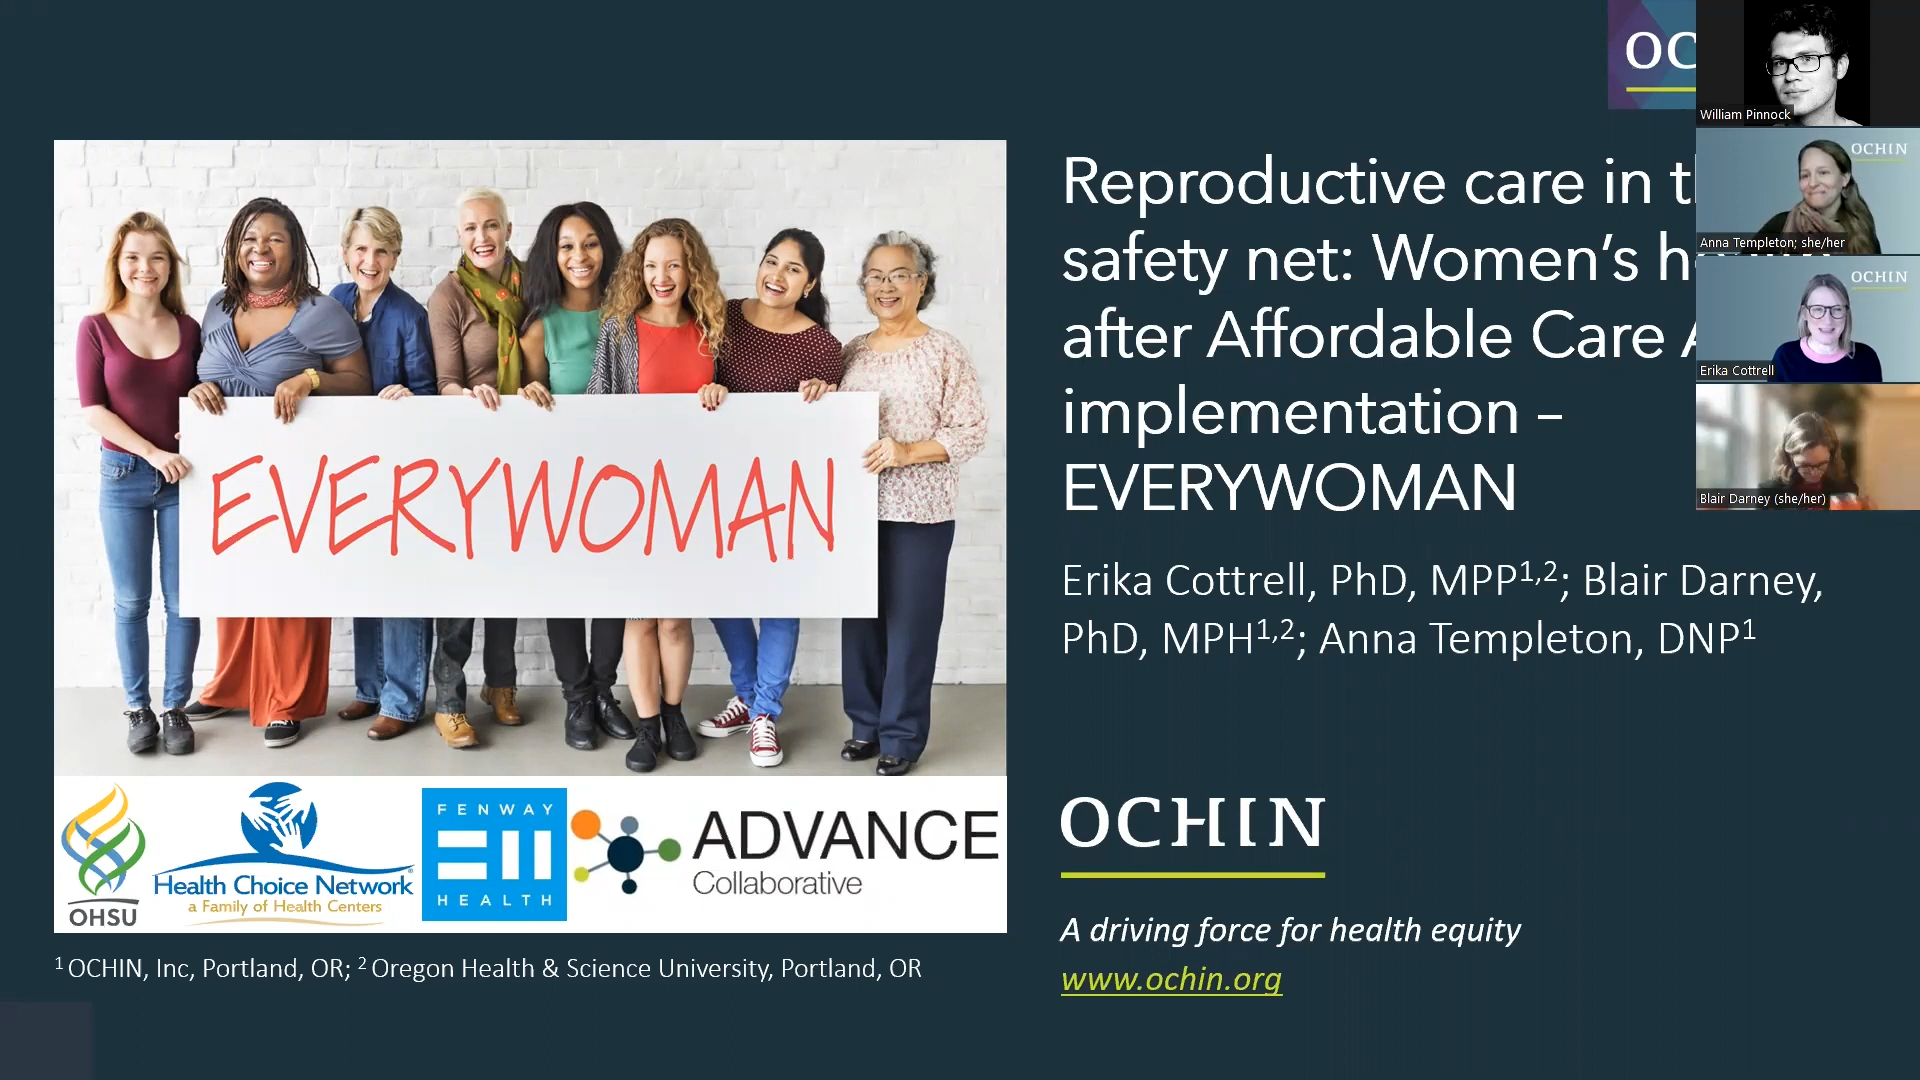 OC
William Pinnock
OCHIN
Anna Templeton; she/her
OCHIN
Erika Cottrell
Blair Darney (she/her)
Reproductive care in t
safety net: Women's h
after Affordable Care A
implementation –
EVERYWOMAN
Erika Cottrell, PhD, MPP1,2; Blair Darney,
PhD, MPH1,2; Anna Templeton, DNP1
EVERYWOMAN
OHSU
Health Choice Network
a Family of Health Centers
FENWAY
HEALTH
ADVANCE
Collaborative
1 OCHIN, Inc, Portland, OR; 2 Oregon Health & Science University, Portland, OR
OCHIN
A driving force for health equity
www.ochin.org